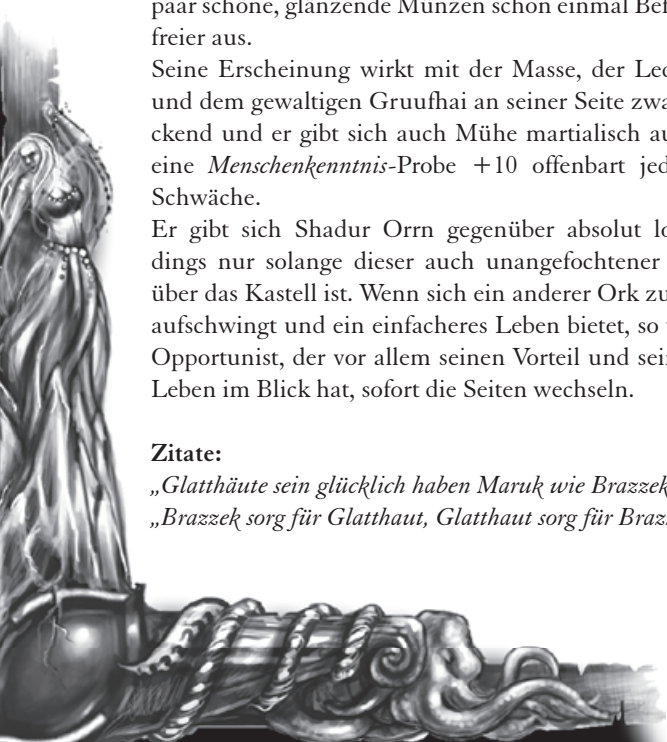 paar schöne, glänzende Münzen schon einmal Bef
freier aus.
Seine Erscheinung wirkt mit der Masse, der Led
und dem gewaltigen Gruufhai an seiner Seite zwa
ckend und er gibt sich auch Mühe martialisch au
eine Menschenkenntnis-Probe +10 offenbart jed
Schwäche.
Er gibt sich Shadur Orrn gegenüber absolut lo
dings nur solange dieser auch unangefochtener
über das Kastell ist. Wenn sich ein anderer Ork zu
aufschwingt und ein einfacheres Leben bietet, so
Opportunist, der vor allem seinen Vorteil und sei
Leben im Blick hat, sofort die Seiten wechseln.
Zitate:
„Glatthäute sein glücklich haben Maruk wie Brazzek
„Brazzek sorg für Glatthaut, Glatthaut sorg für Braz